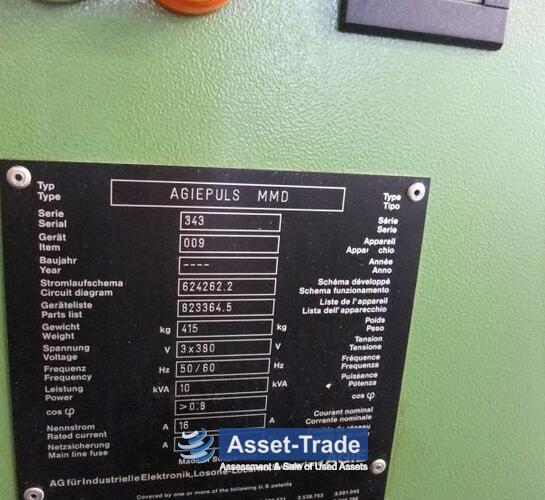 Typ
Type
AGIEPULS MMD
Type
Tipo
Serie
Serial
343
Série
Serie
Gerät
Item
009
Appareil
Baujahr
Year
----
Année
Anno
Stromlaufschema
Circuit diagram
624262.2
Schéma développé
Schema funzionamento
Geräteliste
Parts list
823364.5
Liste de l'appareil
Lista dell'apparecchio
Gewicht
Weight
kg 415 kg
Poids
Peso
Spannung
Voltage
V 3x380 V
Tension
Tensione
Frequenz
Frequency
Hz 50/60 Hz
Fréquence
Frequenza
Leistung
Power
kVA 10 kVA
Puissance
Potenza
cos φ
>0.8
cos φ
Nennstrom
Rated current
A 16 A
Courant nominal
Corrente nominale
Netzsicherung
Main line fuse
A
Asset-Trade
Assessment & Sale of Used Assets
Made in
AG für Industrielle Elektronik, Losone
Covered by one or more of the following U.S. patents